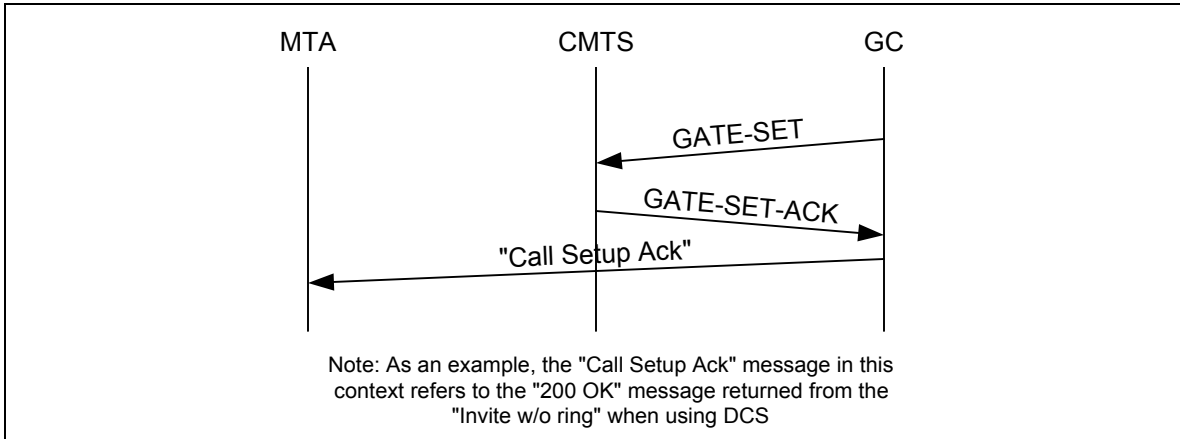 MTA CMTS GC
GATE-SET
GATE-SET-ACK
"Call Setup Ack"
Note: As an example, the "Call Setup Ack" message in this
context refers to the "200 OK" message returned from the
"Invite w/o ring" when using DCS